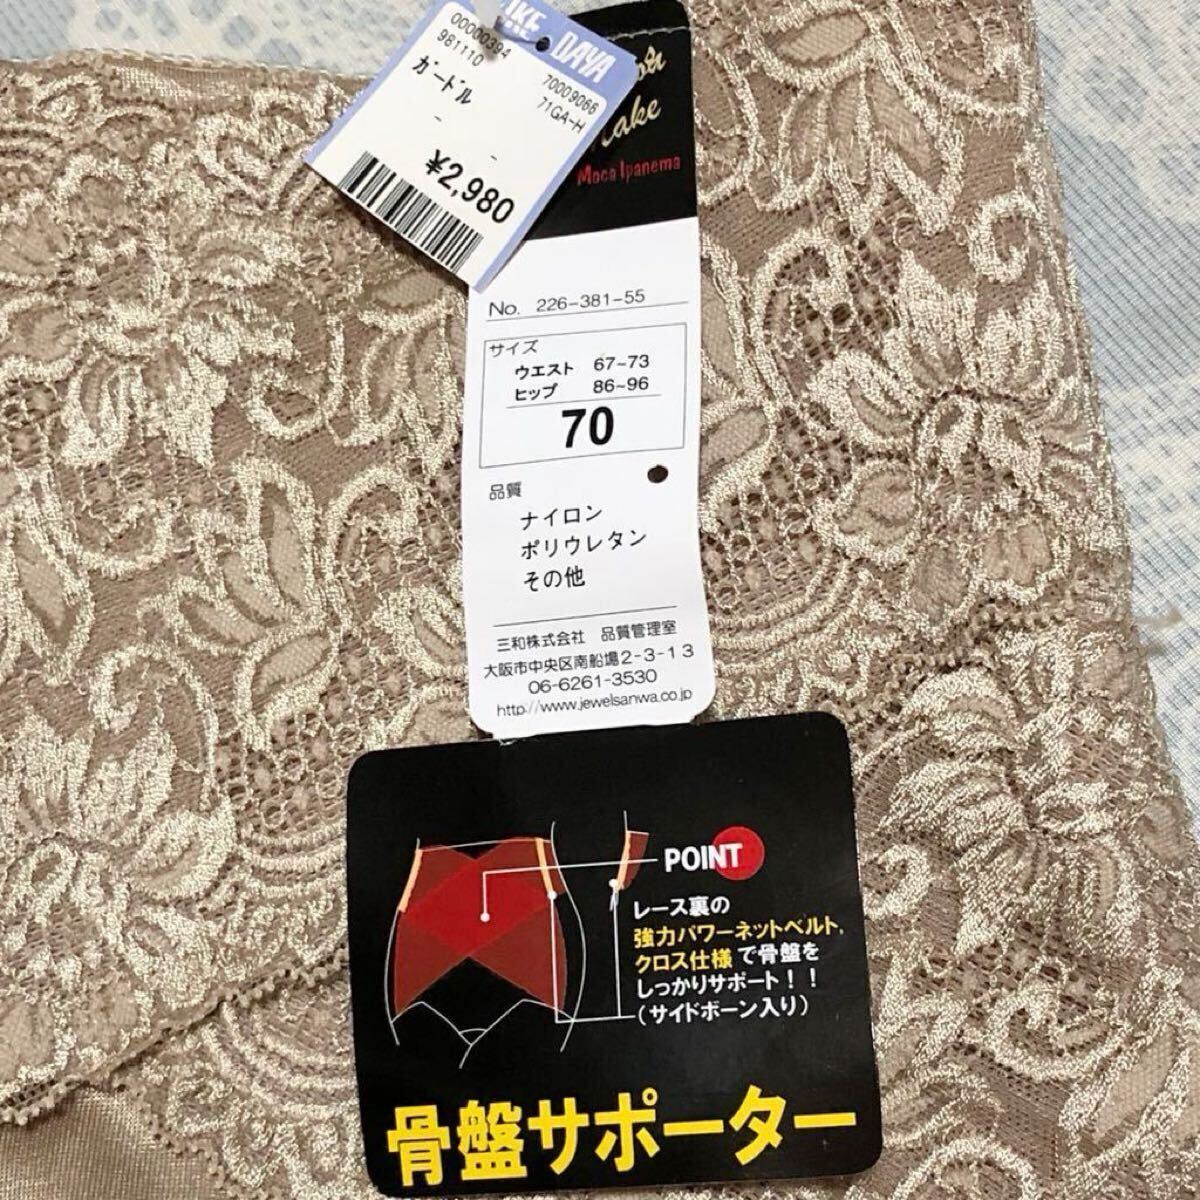 IKE DAYA
00000394 70009066
981110 71GA-H
ガードル
- -
¥2,980
Moca Ipanema
No. 226-381-55
サイズ
ウエスト 67~73
ヒップ 86~96
70
品質
ナイロン
ポリウレタン
その他
三和株式会社 品質管理室
大阪市中央区南船場2-3-13
06-6261-3530
http://www.jewelsanwa.co.jp
POINT
レース裏の
強力パワーネットベルト,
クロス仕様で骨盤を
しっかりサポート!!
(サイドボーン入り)
骨盤サポーター